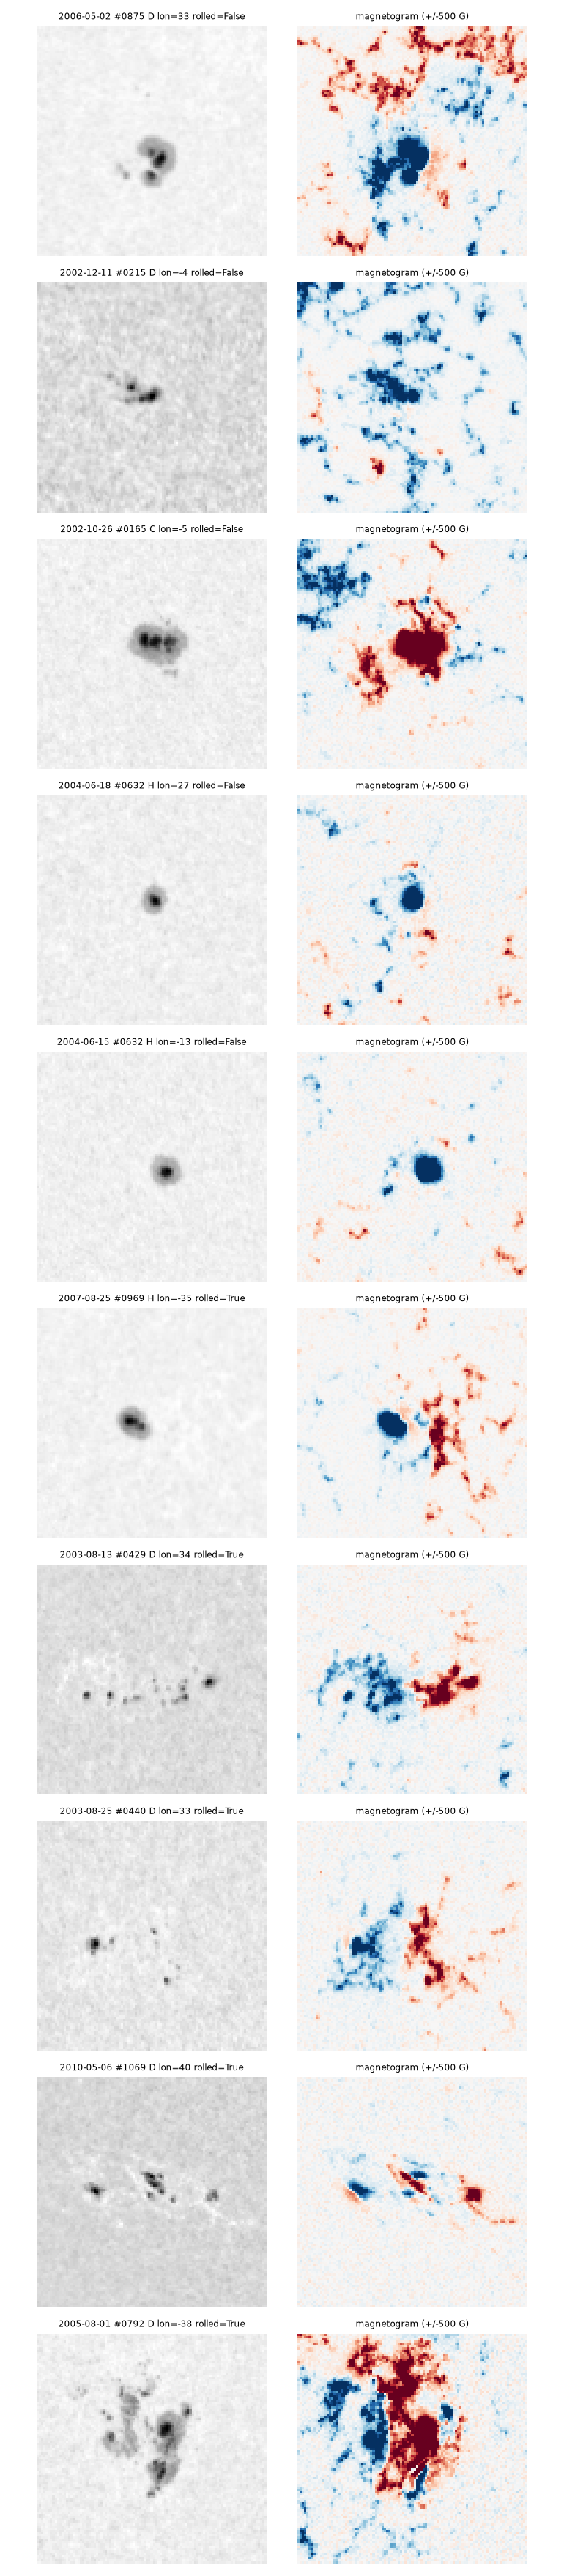 2006-05-02 #0875 D lon=33 rolled=False
magnetogram (+/-500 G)
2002-12-11 #0215 D lon=-4 rolled=False
magnetogram (+/-500 G)
2002-10-26 #0165 C lon=-5 rolled=False
magnetogram (+/-500 G)
2004-06-18 #0632 H lon=27 rolled=False
magnetogram (+/-500 G)
2004-06-15 #0632 H lon=-13 rolled=False
magnetogram (+/-500 G)
2007-08-25 #0969 H lon=-35 rolled=True
magnetogram (+/-500 G)
2003-08-13 #0429 D lon=34 rolled=True
magnetogram (+/-500 G)
2003-08-25 #0440 D lon=33 rolled=True
magnetogram (+/-500 G)
2010-05-06 #1069 D lon=40 rolled=True
magnetogram (+/-500 G)
2005-08-01 #0792 D lon=-38 rolled=True
magnetogram (+/-500 G)